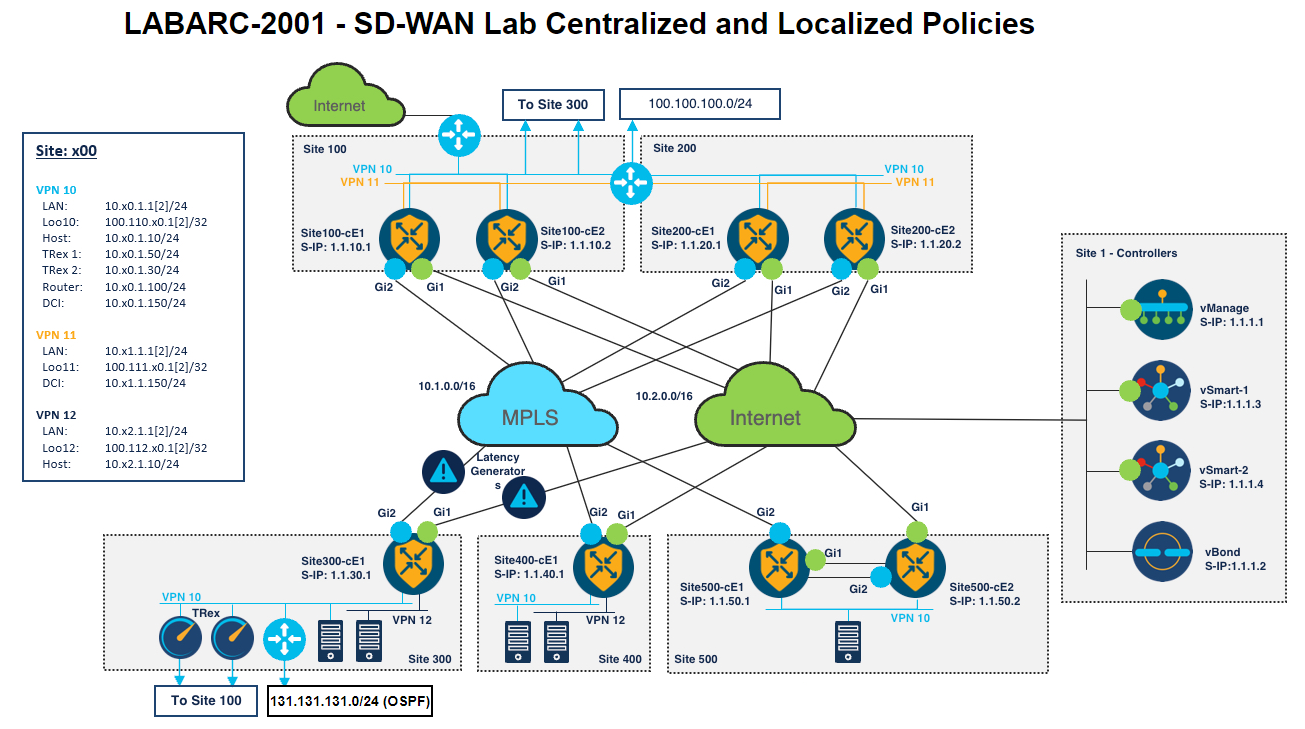 LABARC-2001 - SD-WAN Lab Centralized and Localized Policies
Internet
To Site 300
100.100.100.0/24
Site: x00
VPN 10
LAN: 10.x0.1.1[2]/24
Loo10: 100.110.x0.1[2]/32
Host: 10.x0.1.10/24
TRex 1: 10.x0.1.50/24
TRex 2: 10.x0.1.30/24
Router: 10.x0.1.100/24
DCI: 10.x0.1.150/24
VPN 11
LAN: 10.x1.1.1[2]/24
Loo11: 100.111.x0.1[2]/32
DCI: 10.x1.1.150/24
VPN 12
LAN: 10.x2.1.1[2]/24
Loo12: 100.112.x0.1[2]/32
Host: 10.x2.1.10/24
Site 100
VPN 10
VPN 11
Site100-cE1
S-IP: 1.1.10.1
Site100-cE2
S-IP: 1.1.10.2
Gi2
Gi1
Gi2
Gi1
Site 200
VPN 10
VPN 11
Site200-cE1
S-IP: 1.1.20.1
Site200-cE2
S-IP: 1.1.20.2
Gi2
Gi1
Gi2
Gi1
10.1.0.0/16
MPLS
10.2.0.0/16
Internet
Latency
Generator
s
Site 1 - Controllers
vManage
S-IP: 1.1.1.1
vSmart-1
S-IP:1.1.1.3
vSmart-2
S-IP: 1.1.1.4
vBond
S-IP:1.1.1.2
Gi2
Gi1
Site300-cE1
S-IP: 1.1.30.1
VPN 10
TRex
VPN 12
Site 300
To Site 100
131.131.131.0/24 (OSPF)
Gi2
Gi1
Site400-cE1
S-IP: 1.1.40.1
VPN 10
VPN 12
Site 400
Gi2
Gi1
Gi1
Gi2
Site500-cE1
S-IP: 1.1.50.1
Site500-cE2
S-IP: 1.1.50.2
VPN 10
Site 500